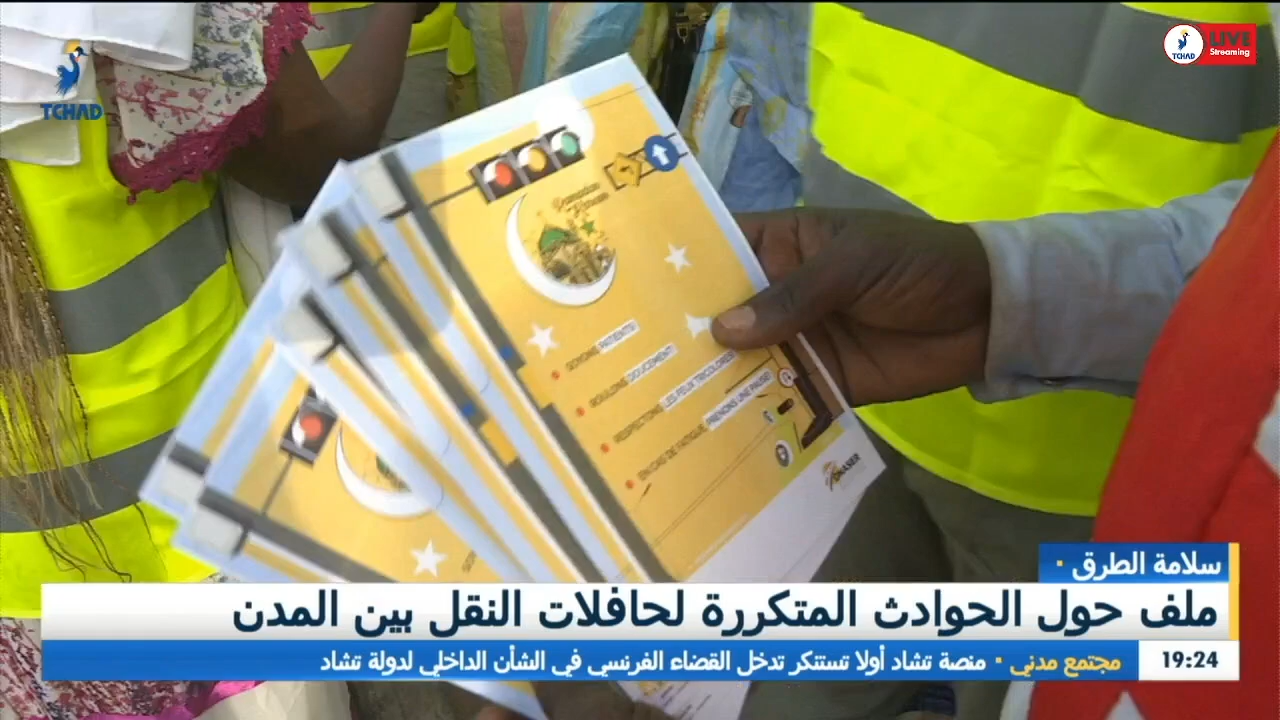 TCHAD
TCHAD
LIVE
Streaming
Ramadan
SOYONS PATIENTS!
ROULONS DOUCEMENT!
RESPECTONS LES FEUX TRICOLORES!
EN CAS DE FATIGUE, PRENONS UNE PAUSE!
ONASER
سلامة الطرق
ملف حول الحوادث المتكررة لحافلات النقل بين المدن
مجتمع مدني · منصة تشاد أولا تستنكر تدخل القضاء الفرنسي في الشأن الداخلي لدولة تشاد
19:24